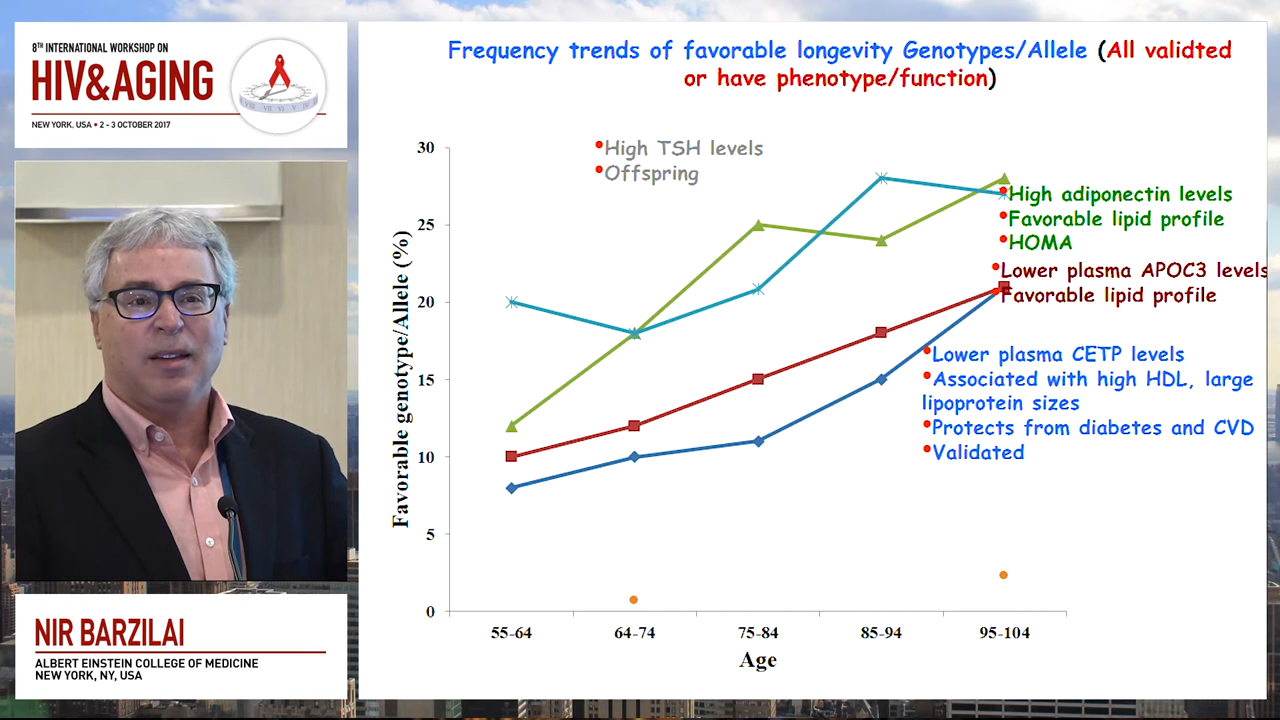 8TH INTERNATIONAL WORKSHOP ON
HIV&AGING
NEW YORK, USA • 2 - 3 OCTOBER 2017
Frequency trends of favorable longevity Genotypes/Allele (All validted
or have phenotype/function)
•High TSH levels
•Offspring
•High adiponectin levels
•Favorable lipid profile
•HOMA
•Lower plasma APOC3 levels
•Favorable lipid profile
•Lower plasma CETP levels
•Associated with high HDL, large
lipoprotein sizes
•Protects from diabetes and CVD
•Validated
Favorable genotype/Allele (%)
30
25
20
15
10
5
0
55-64
64-74
75-84
85-94
95-104
Age
NIR BARZILAI
ALBERT EINSTEIN COLLEGE OF MEDICINE
NEW YORK, NY, USA